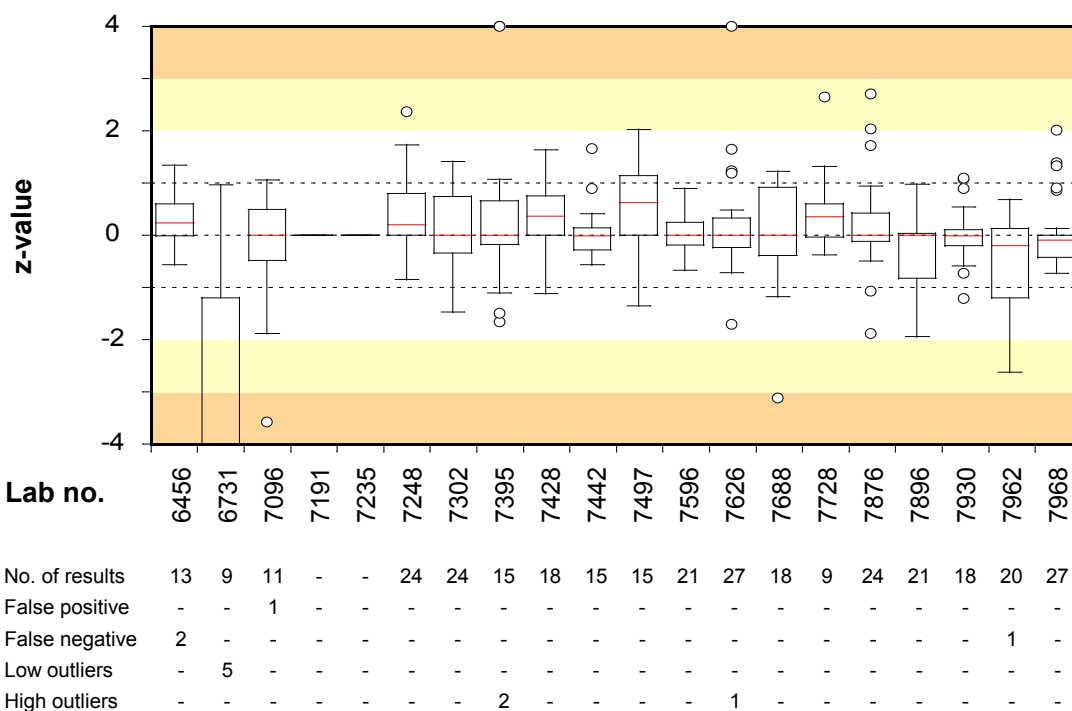 4
2
0
-2
-4
z-value
Lab no. 6456 6731 7096 7191 7235 7248 7302 7395 7428 7442 7497 7596 7626 7688 7728 7876 7896 7930 7962 7968
No. of results 13 9 11 - - 24 24 15 18 15 15 21 27 18 9 24 21 18 20 27
False positive - - 1 - - - - - - - - - - - - - - - - -
False negative 2 - - - - - - - - - - - - - - - - - 1 -
Low outliers - 5 - - - - - - - - - - - - - - - - - -
High outliers - - - - - - - 2 - - - - 1 - - - - - - -